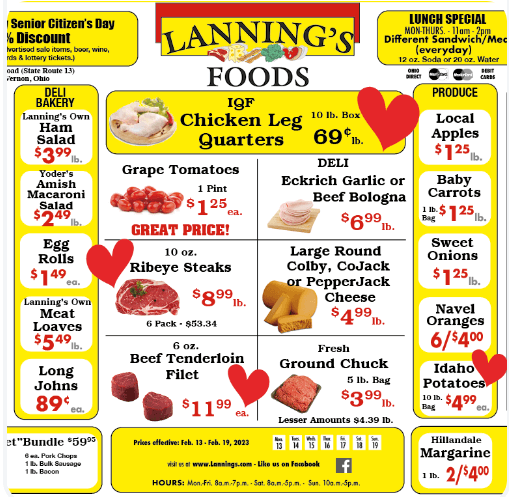 Senior Citizen's Day
% Discount
dvertised sale items, beer, wine,
rds & lottery tickets.)
oad (State Route 13)
Vernon, Ohio
LANNING'S
FOODS
LUNCH SPECIAL
MON-THURS. - 11am - 2pm
Different Sandwich/Mea
(everyday)
12 oz. Soda or 20 oz. Water
OHIO
DIRECT
DEBIT
CARDS
DELI
BAKERY
Lanning's Own
Ham
Salad
$3.99 lb.
Yoder's
Amish
Macaroni
Salad
$2.49 lb.
Egg
Rolls
$1.49 ea.
Lanning's Own
Meat
Loaves
$5.49 lb.
Long
Johns
89¢ ea.
IQF
Chicken Leg
Quarters
10 lb. Box
69¢ lb.
Grape Tomatoes
1 Pint
$1.25 ea.
GREAT PRICE!
DELI
Eckrich Garlic or
Beef Bologna
$6.99 lb.
10 oz.
Ribeye Steaks
$8.99 lb.
6 Pack - $53.34
Large Round
Colby, CoJack
or PepperJack
Cheese
$4.99 lb.
6 oz.
Beef Tenderloin
Filet
$11.99 ea.
Fresh
Ground Chuck
5 lb. Bag
$3.99 lb.
Lesser Amounts $4.39 lb.
PRODUCE
Local
Apples
$1.25 lb.
Baby
Carrots
1 lb. Bag $1.25 lb.
Sweet
Onions
$1.25 lb.
Navel
Oranges
6/$4.00
Idaho
Potatoes
10 lb. Bag $4.99 ea.
et" Bundle $59.95
6 ea. Pork Chops
1 lb. Bulk Sausage
1 lb. Bacon
Prices effective: Feb. 13 - Feb. 19, 2023
Mon. Tues. Wed. Thur. Fri. Sat. Sun.
13 14 15 16 17 18 19
visit us at www.Lannings.com - Like us on Facebook
HOURS: Mon.-Fri. 8a.m-7p.m. - Sat. 8a.m-5p.m. - Sun. 10a.m.-5p.m.
Hillandale
Margarine
1 lb. 2/$4.00